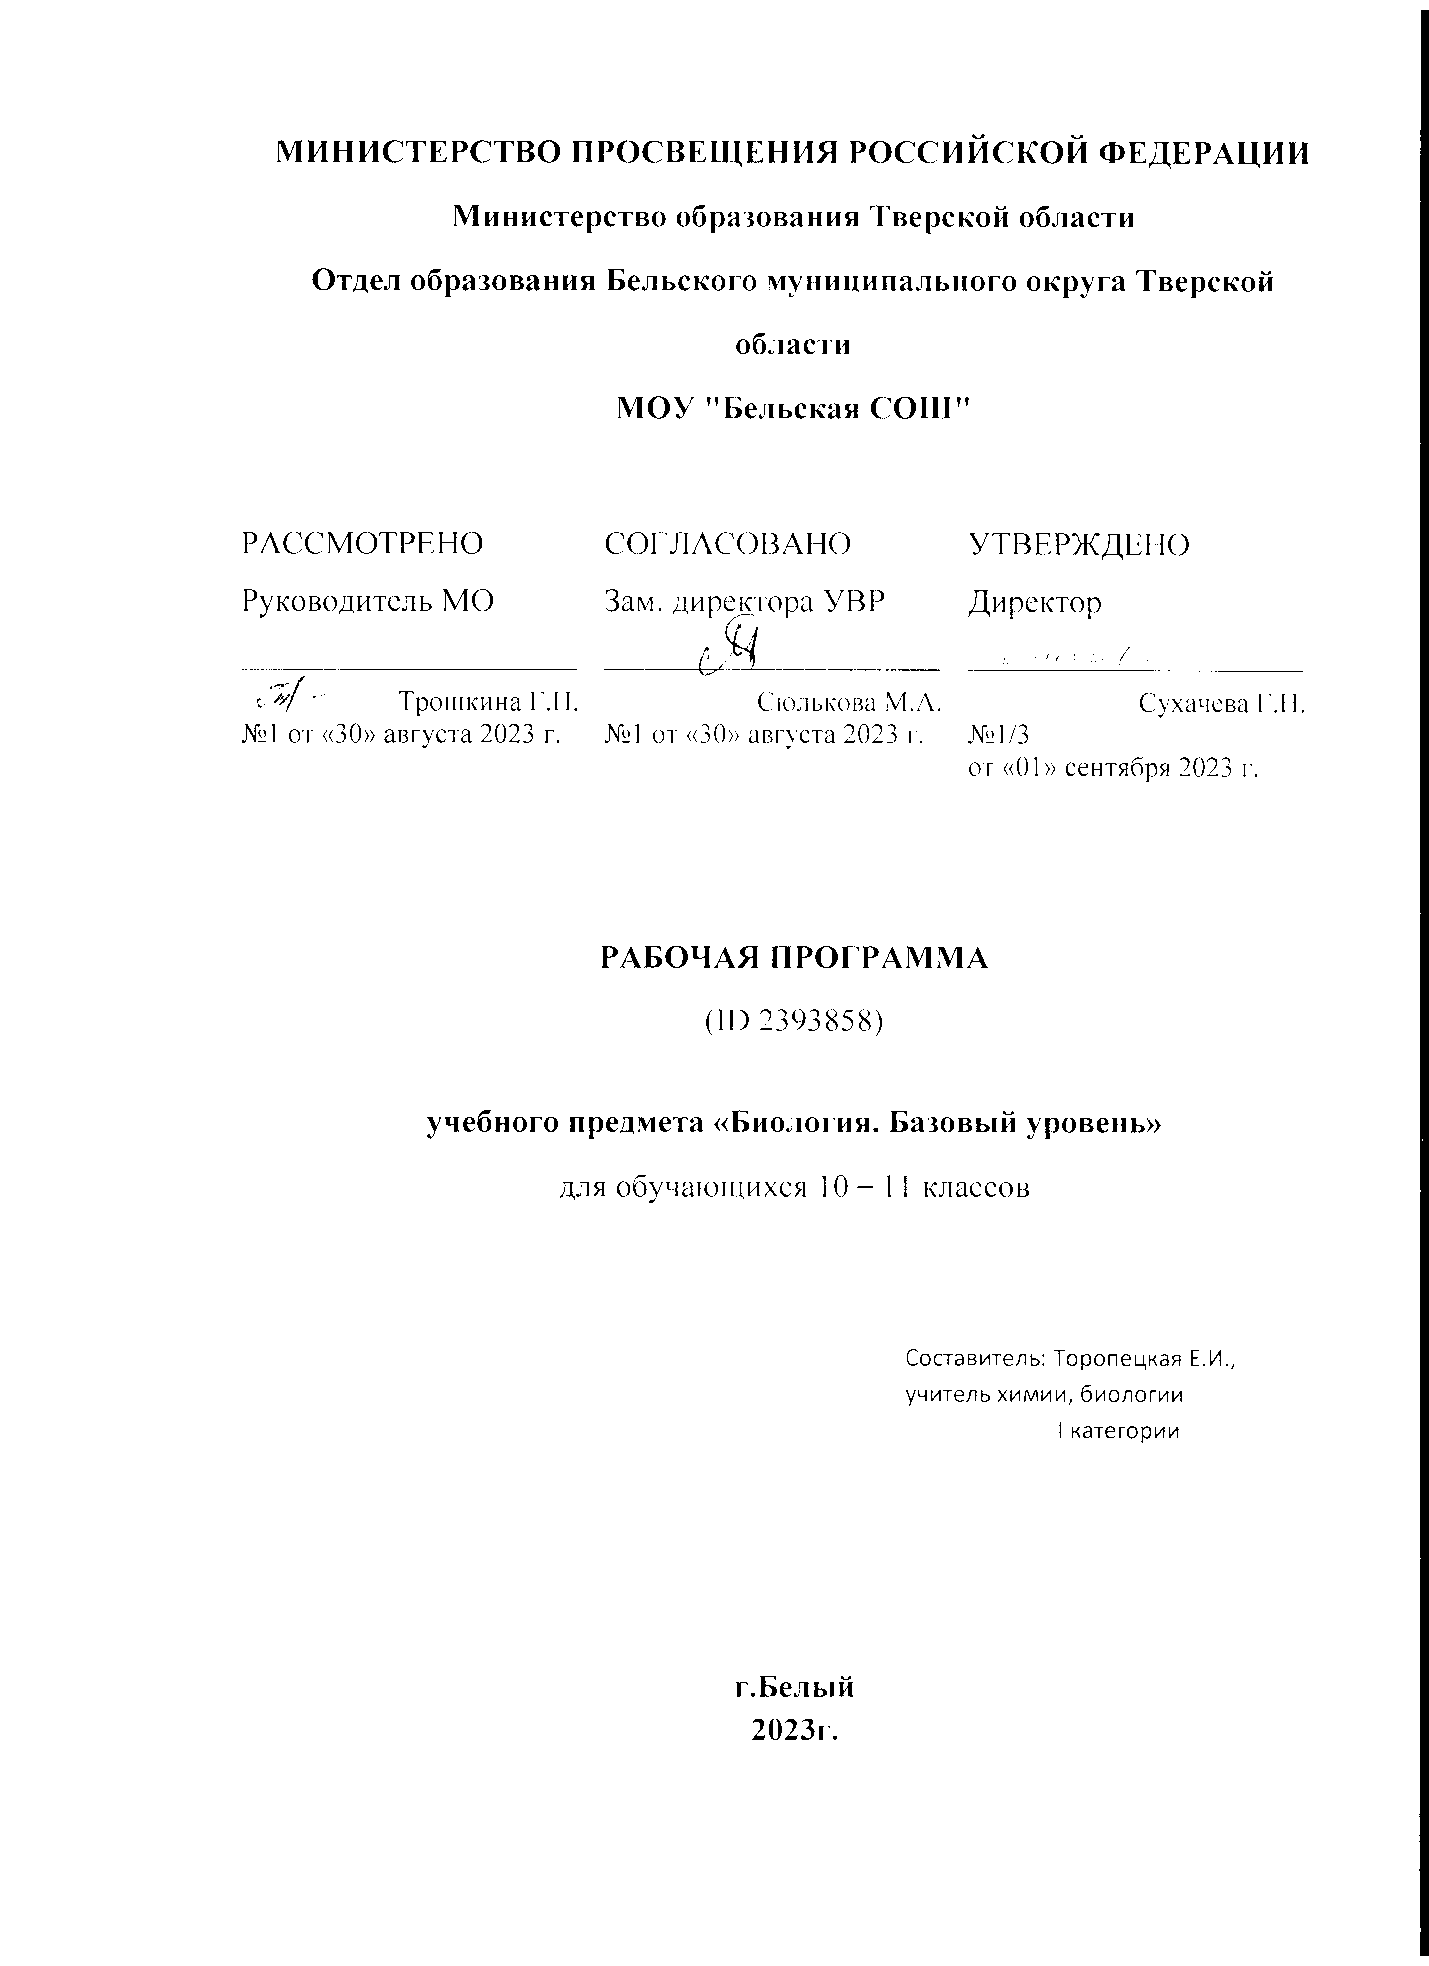 МИНИСТЕРСТВО ПРОСВЕЩЕНИЯ РОССИЙСКОЙ ФЕДЕРАЦИИ
Министерство образования Тверской области
Отдел образования Бельского муниципального округа Тверской
области
МОУ "Бельская СОШ"
РАССМОТРЕНО
Руководитель МО
Трошкина Г.П.
№1 от «30» августа 2023 г.
СОГЛАСОВАНО
Зам. директора УВР
Сюлькова М.А.
№1 от «30» августа 2023 г.
УТВЕРЖДЕНО
Директор
Сухачева
№1/3
от «01» сентября 2023 г.
РАБОЧАЯ ПРОГРАММА
(ID 2393858)
учебного предмета «Биология. Базовый уровень»
для обучающихся 10 – 11 классов
Составитель: Торопецкая Е.И.,
учитель химии, биологии
I категории
г.Белый
2023г.